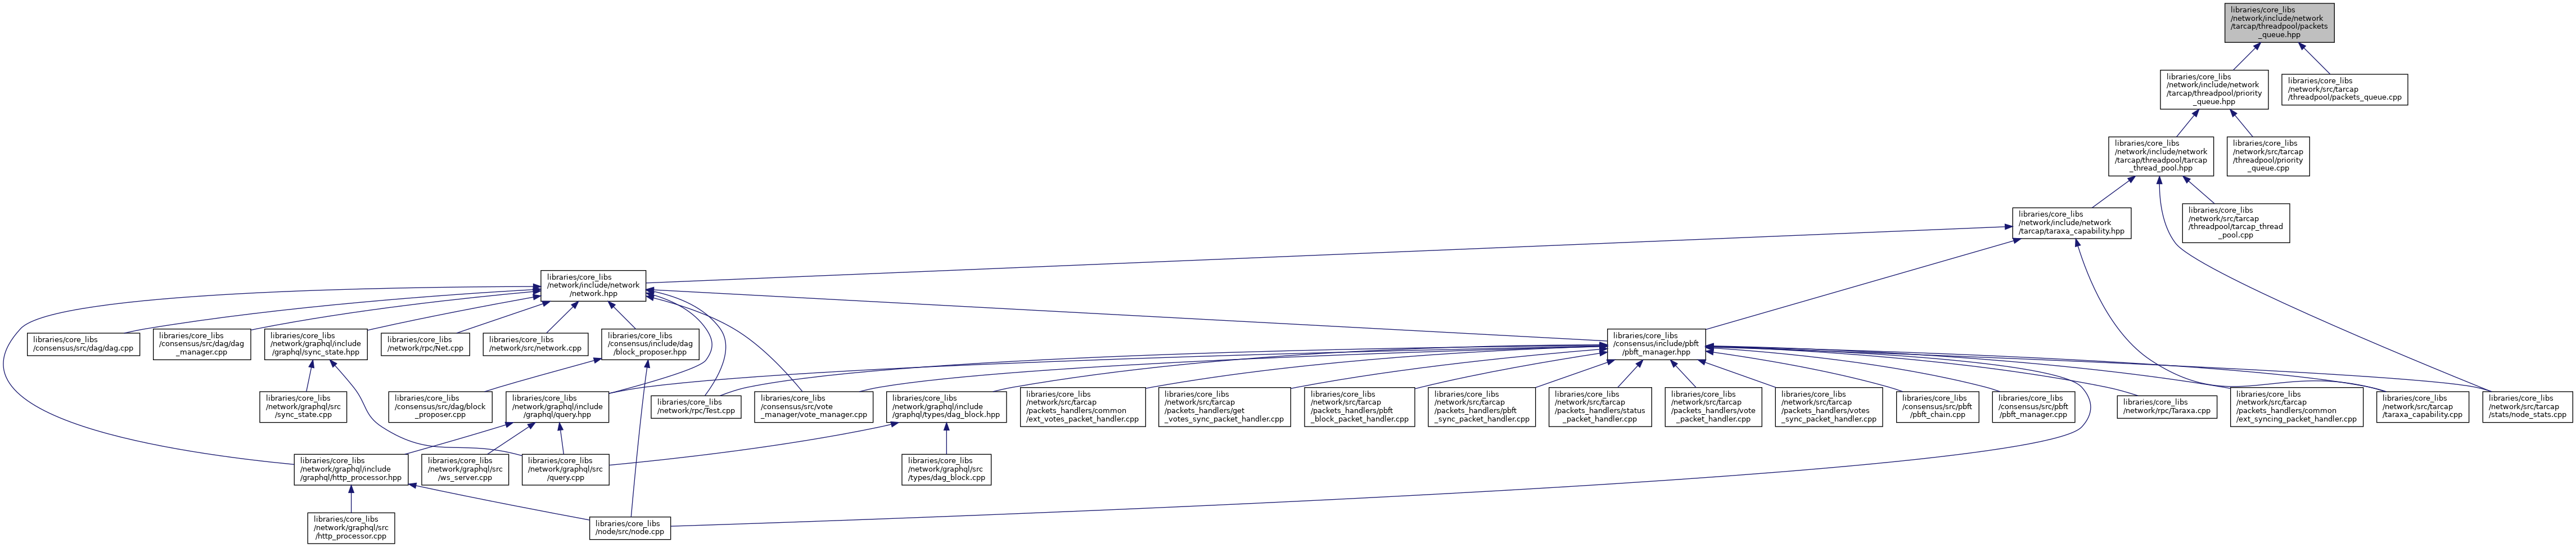 libraries/core_libs
/network/include/network
/tarcap/threadpool/packets
_queue.hpp
libraries/core_libs
/network/include/network
/tarcap/threadpool/priority
_queue.hpp
libraries/core_libs
/network/src/tarcap
/threadpool/packets_queue.cpp
libraries/core_libs
/network/include/network
/tarcap/threadpool/tarcap
_thread_pool.hpp
libraries/core_libs
/network/src/tarcap
/threadpool/priority
_queue.cpp
libraries/core_libs
/network/include/network
/tarcap/taraxa_capability.hpp
libraries/core_libs
/network/src/tarcap
/threadpool/tarcap_thread
_pool.cpp
libraries/core_libs
/network/include/network
/network.hpp
libraries/core_libs
/consensus/src/dag/dag.cpp
libraries/core_libs
/consensus/src/dag/dag
_manager.cpp
libraries/core_libs
/network/graphql/include
/graphql/sync_state.hpp
libraries/core_libs
/network/rpc/Net.cpp
libraries/core_libs
/network/src/network.cpp
libraries/core_libs
/consensus/include/dag
/block_proposer.hpp
libraries/core_libs
/consensus/include/pbft
/pbft_manager.hpp
libraries/core_libs
/network/graphql/src
/sync_state.cpp
libraries/core_libs
/consensus/src/dag/block
_proposer.cpp
libraries/core_libs
/network/graphql/include
/graphql/query.hpp
libraries/core_libs
/network/rpc/Test.cpp
libraries/core_libs
/consensus/src/vote
_manager/vote_manager.cpp
libraries/core_libs
/network/graphql/include
/graphql/types/dag_block.hpp
libraries/core_libs
/network/src/tarcap
/packets_handlers/common
/ext_votes_packet_handler.cpp
libraries/core_libs
/network/src/tarcap
/packets_handlers/get
_votes_sync_packet_handler.cpp
libraries/core_libs
/network/src/tarcap
/packets_handlers/pbft
_block_packet_handler.cpp
libraries/core_libs
/network/src/tarcap
/packets_handlers/pbft
_sync_packet_handler.cpp
libraries/core_libs
/network/src/tarcap
/packets_handlers/status
_packet_handler.cpp
libraries/core_libs
/network/src/tarcap
/packets_handlers/vote
_packet_handler.cpp
libraries/core_libs
/network/src/tarcap
/packets_handlers/votes
_sync_packet_handler.cpp
libraries/core_libs
/consensus/src/pbft
/pbft_chain.cpp
libraries/core_libs
/consensus/src/pbft
/pbft_manager.cpp
libraries/core_libs
/network/rpc/Taraxa.cpp
libraries/core_libs
/network/src/tarcap
/packets_handlers/common
/ext_syncing_packet_handler.cpp
libraries/core_libs
/network/src/tarcap
/taraxa_capability.cpp
libraries/core_libs
/network/src/tarcap
/stats/node_stats.cpp
libraries/core_libs
/network/graphql/include
/graphql/http_processor.hpp
libraries/core_libs
/network/graphql/src
/ws_server.cpp
libraries/core_libs
/network/graphql/src
/query.cpp
libraries/core_libs
/network/graphql/src
/types/dag_block.cpp
libraries/core_libs
/network/graphql/src
/http_processor.cpp
libraries/core_libs
/node/src/node.cpp